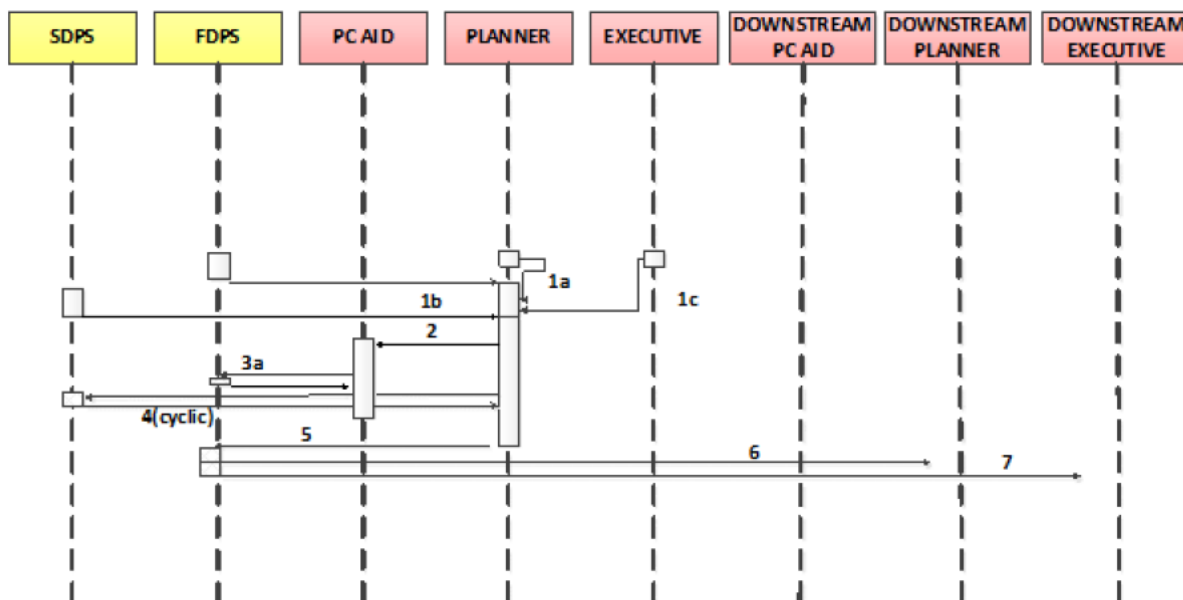 SDPS
FDPS
PC AID
PLANNER
EXECUTIVE
DOWNSTREAM
PC AID
DOWNSTREAM
PLANNER
DOWNSTREAM
EXECUTIVE
1a
1b
1c
2
3a
4(cyclic)
5
6
7